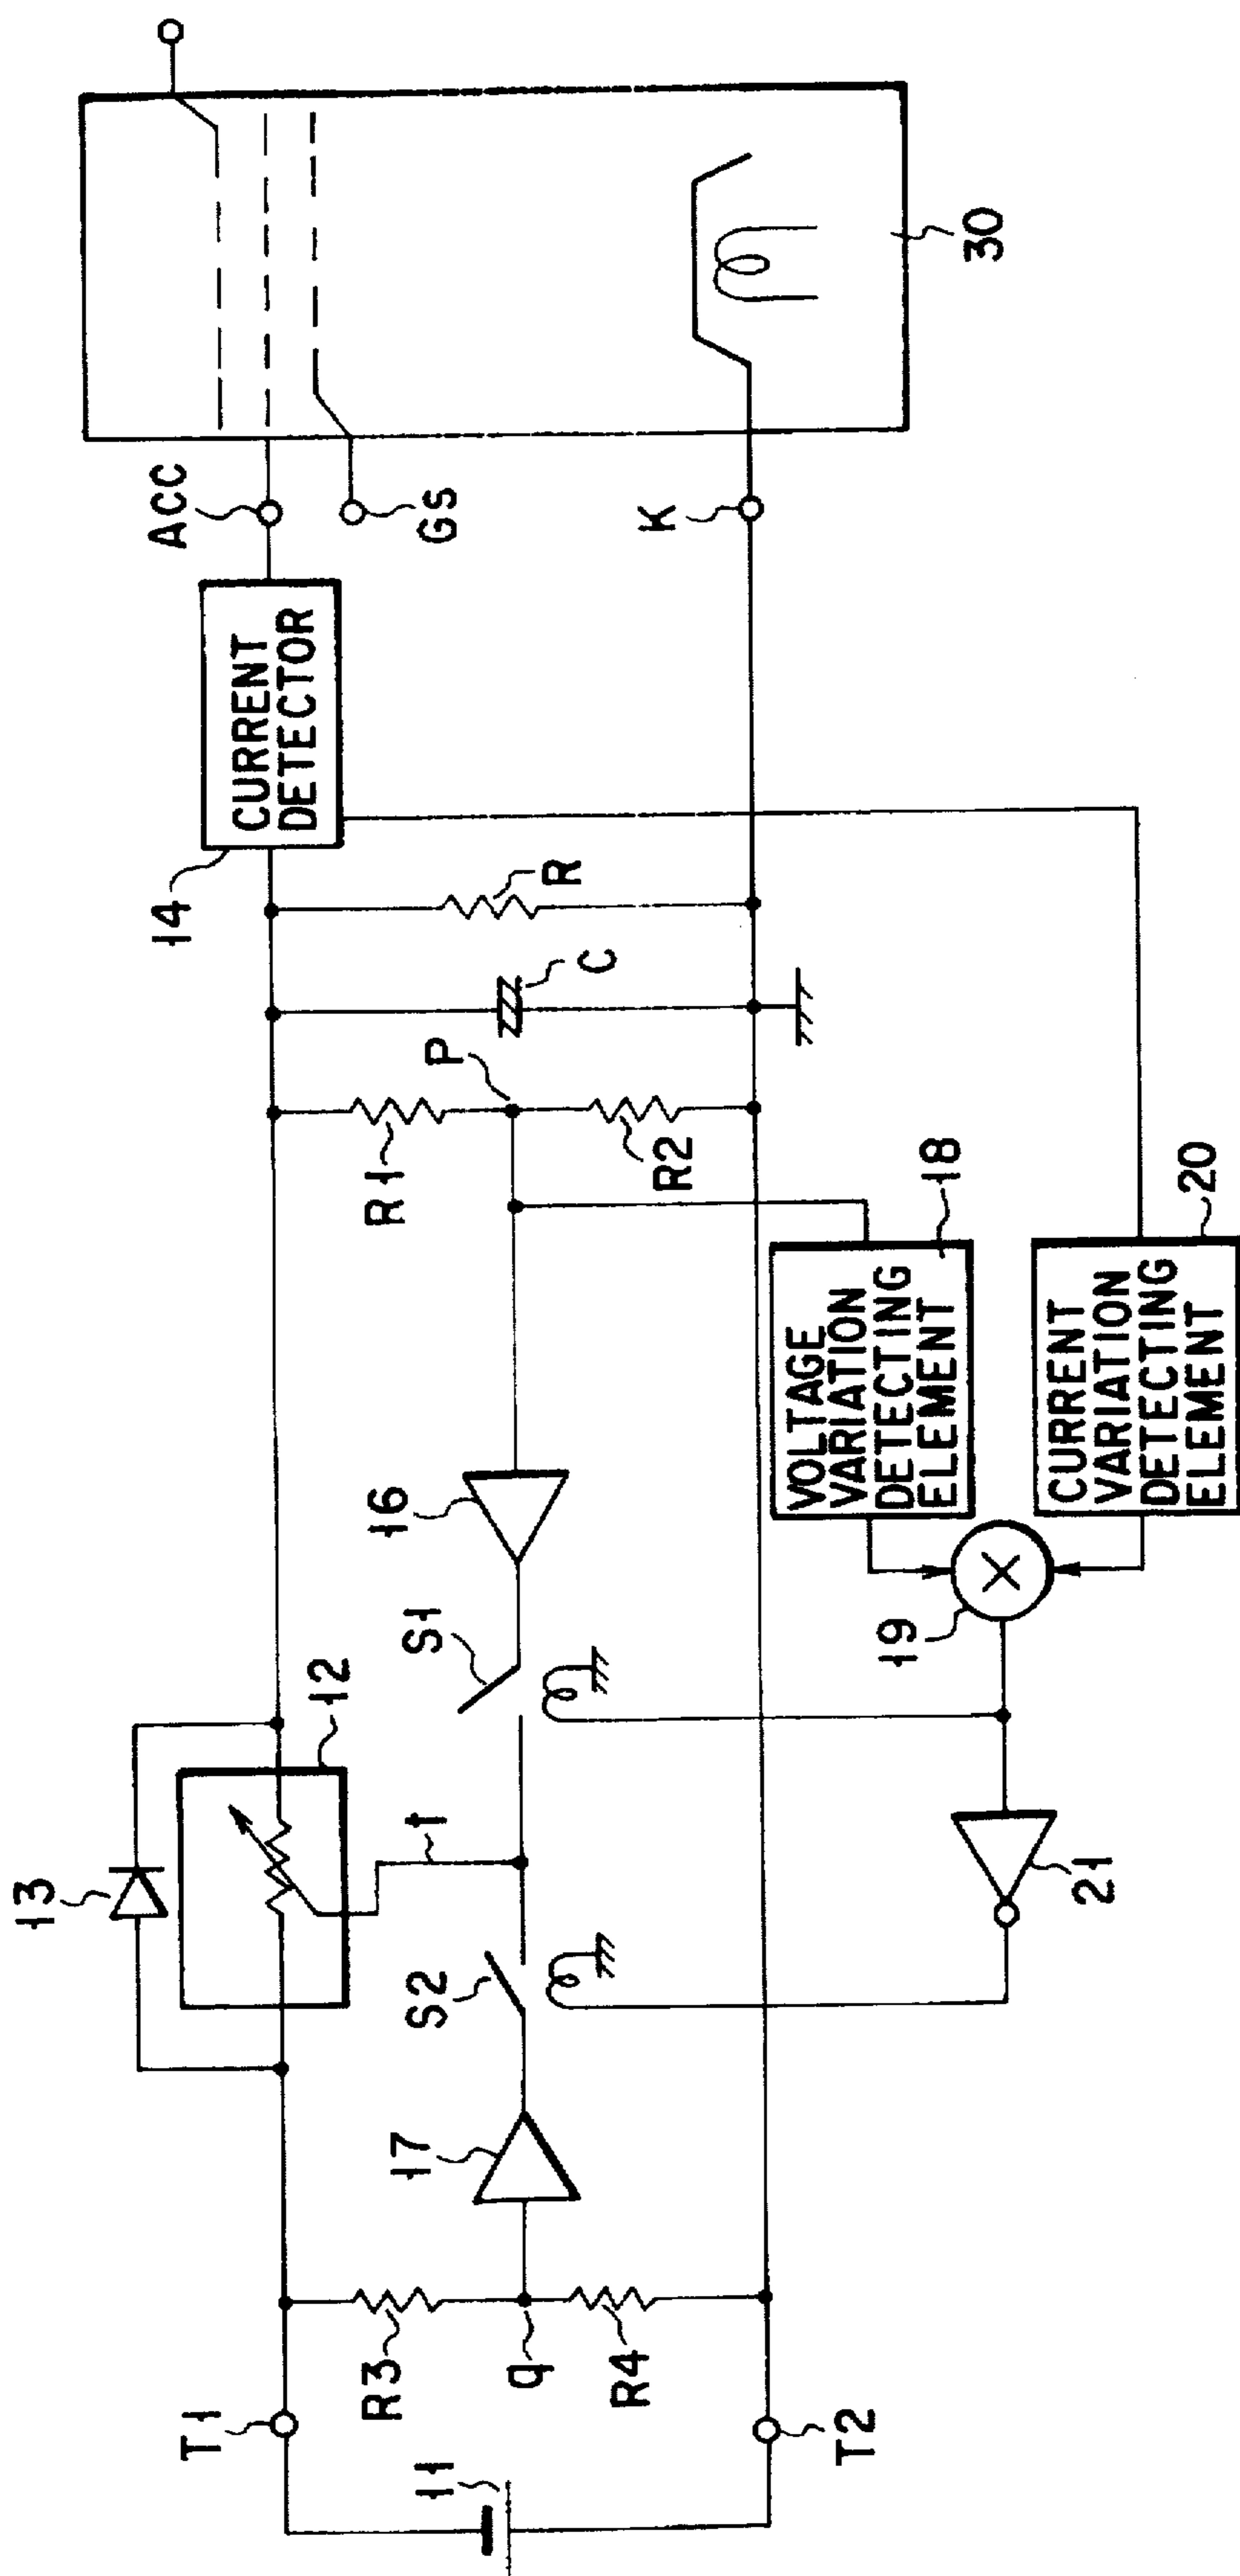 13
12
T1
R3
q
R4
11
T2
17
S2
t
S1
16
R1
P
R2
C
R
14
CURRENT
DETECTOR
ACC
GS
K
30
18
VOLTAGE
VARIATION
DETECTING
ELEMENT
20
CURRENT
VARIATION
DETECTING
ELEMENT
19
×
21